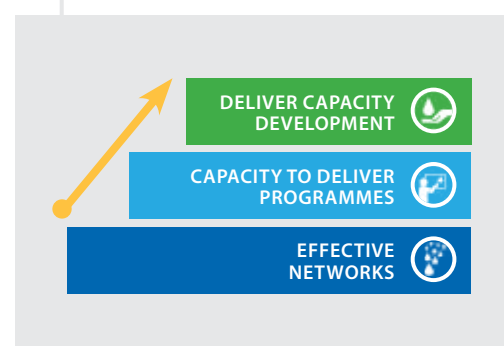 DELIVER CAPACITY
DEVELOPMENT
CAPACITY TO DELIVER
PROGRAMMES
EFFECTIVE
NETWORKS